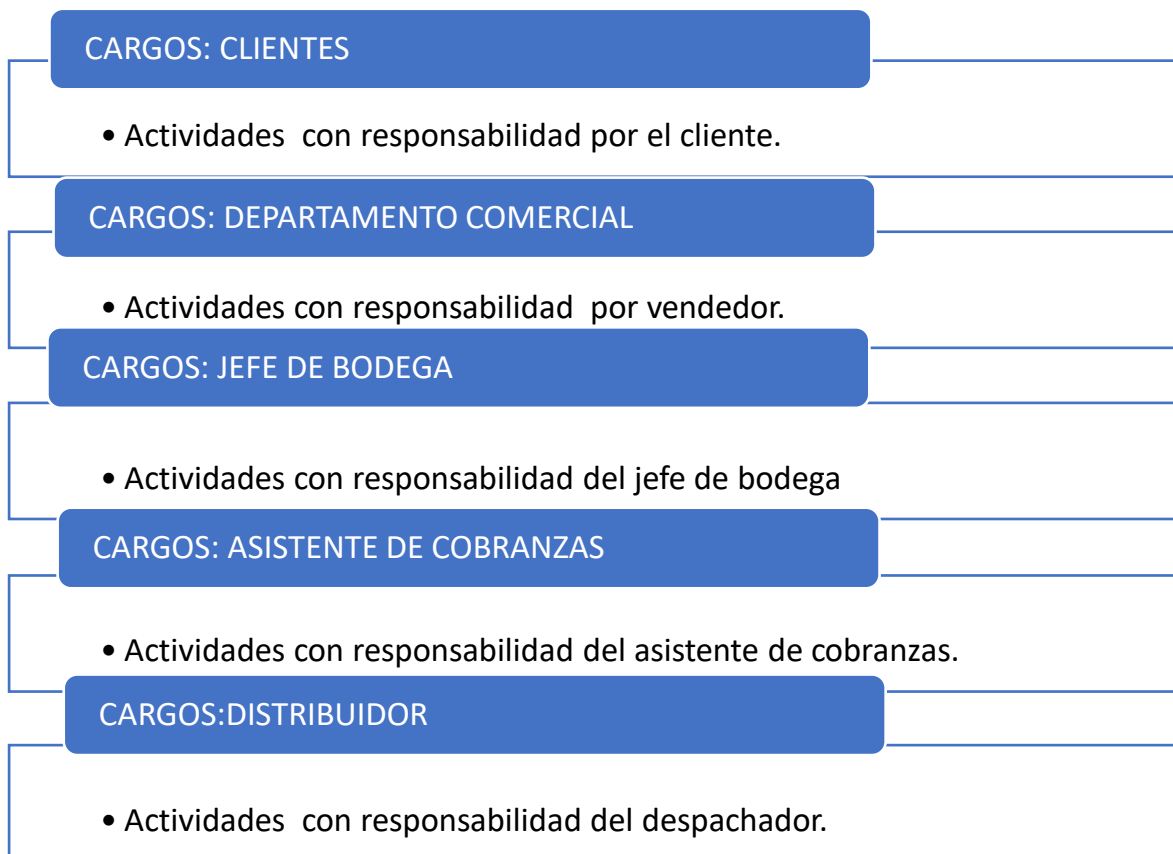 CARGOS: CLIENTES
• Actividades  con responsabilidad por el cliente.
CARGOS: DEPARTAMENTO COMERCIAL
• Actividades con responsabilidad  por vendedor.
CARGOS: JEFE DE BODEGA
• Actividades con responsabilidad del jefe de bodega
CARGOS: ASISTENTE DE COBRANZAS
• Actividades con responsabilidad del asistente de cobranzas.
CARGOS:DISTRIBUIDOR
• Actividades  con responsabilidad del despachador.